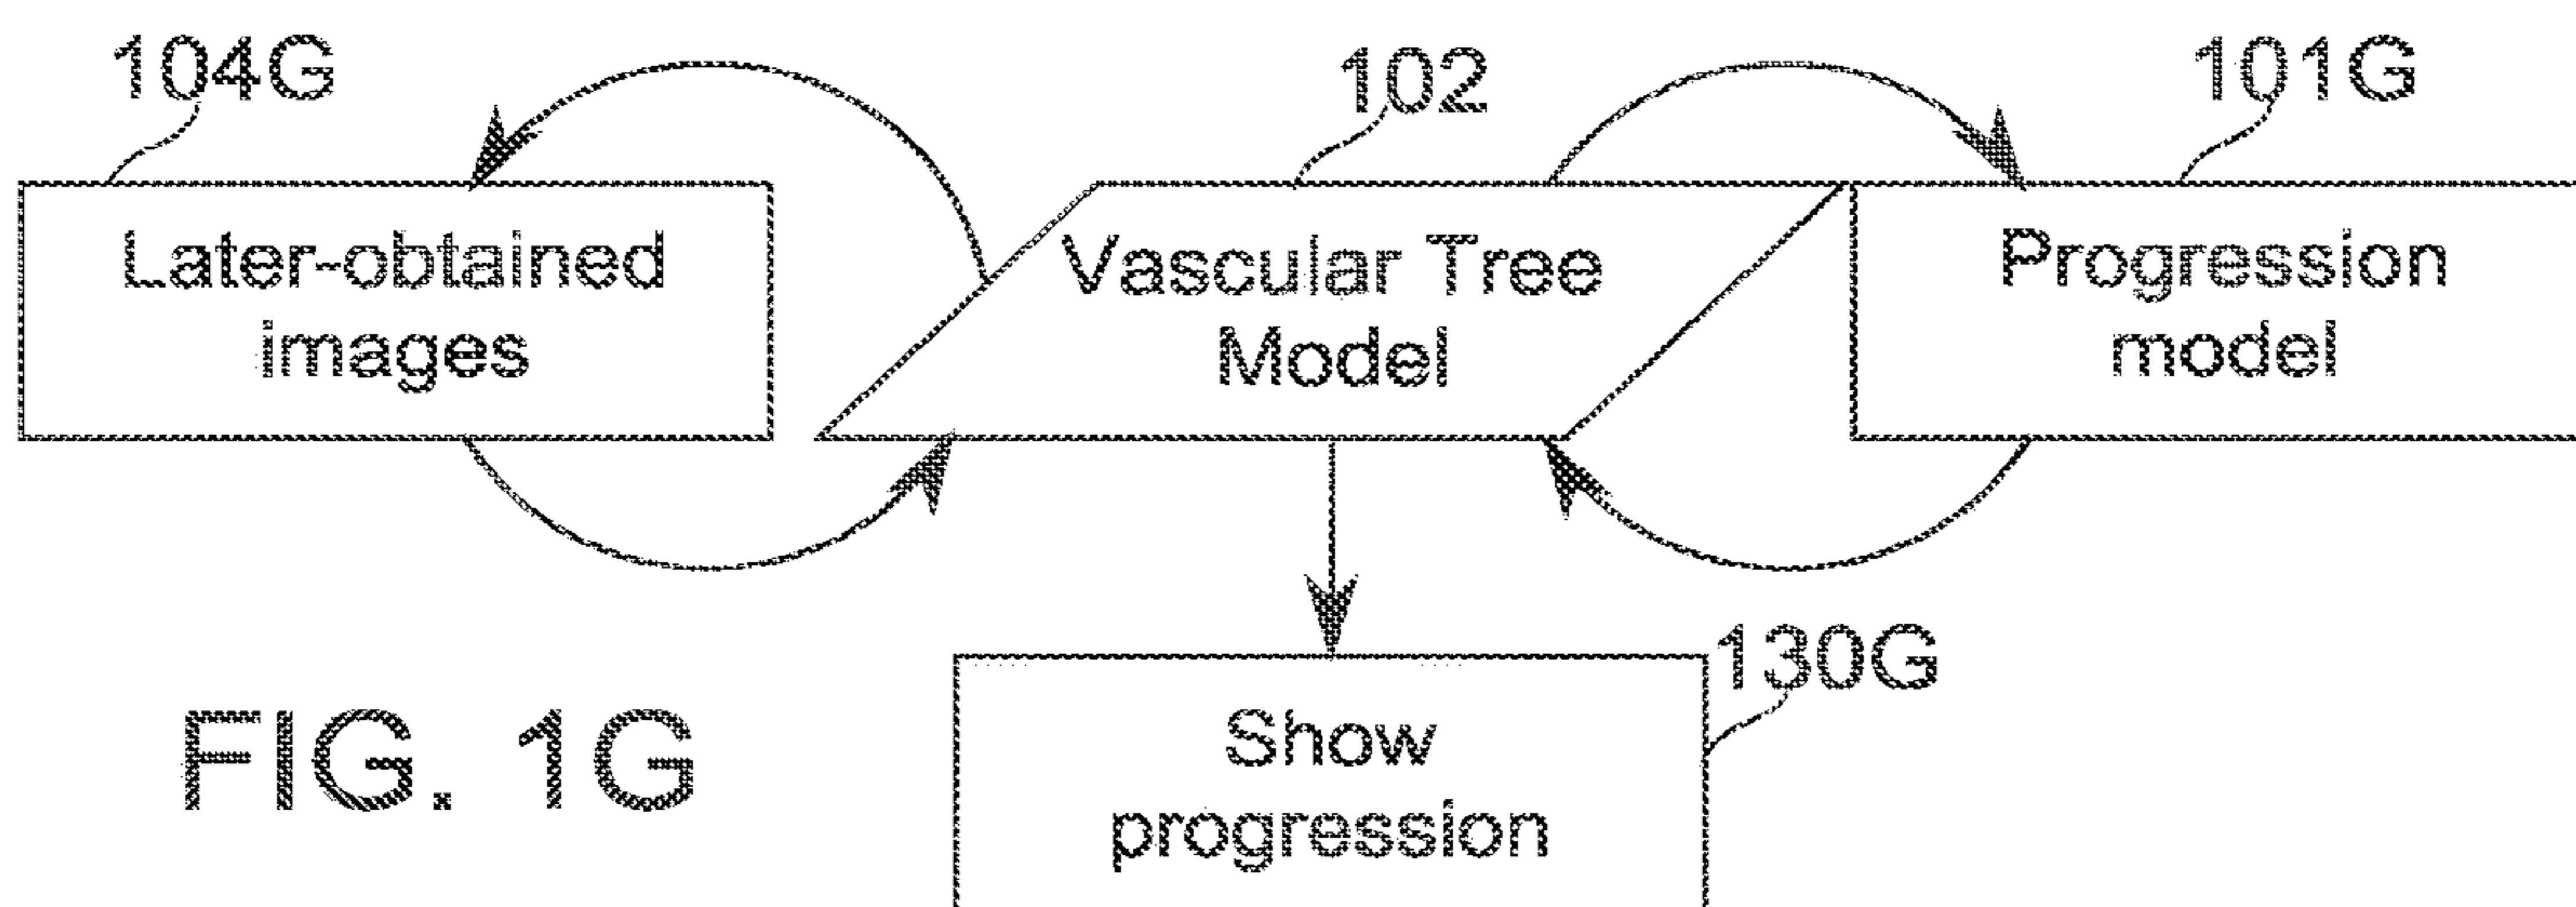 104G
102
101G
Later-obtained
images
Vascular Tree
Model
Progression
model
130G
Show
progression
FIG. 1G